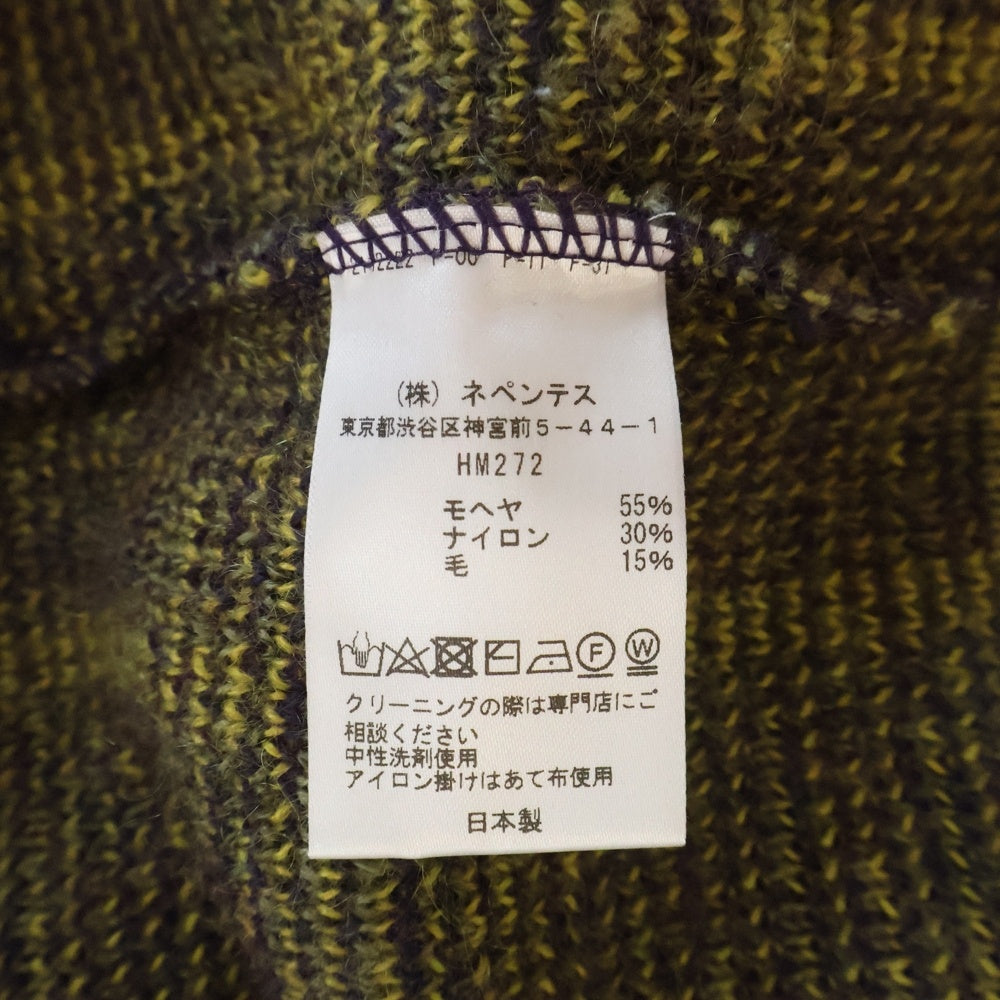 （株）ネペンテス
東京都渋谷区神宮前５－４４－１
HM272
モヘヤ 55%
ナイロン 30%
毛 15%
F W
クリーニングの際は専門店にご
相談ください
中性洗剤使用
アイロン掛けはあて布使用
日本製